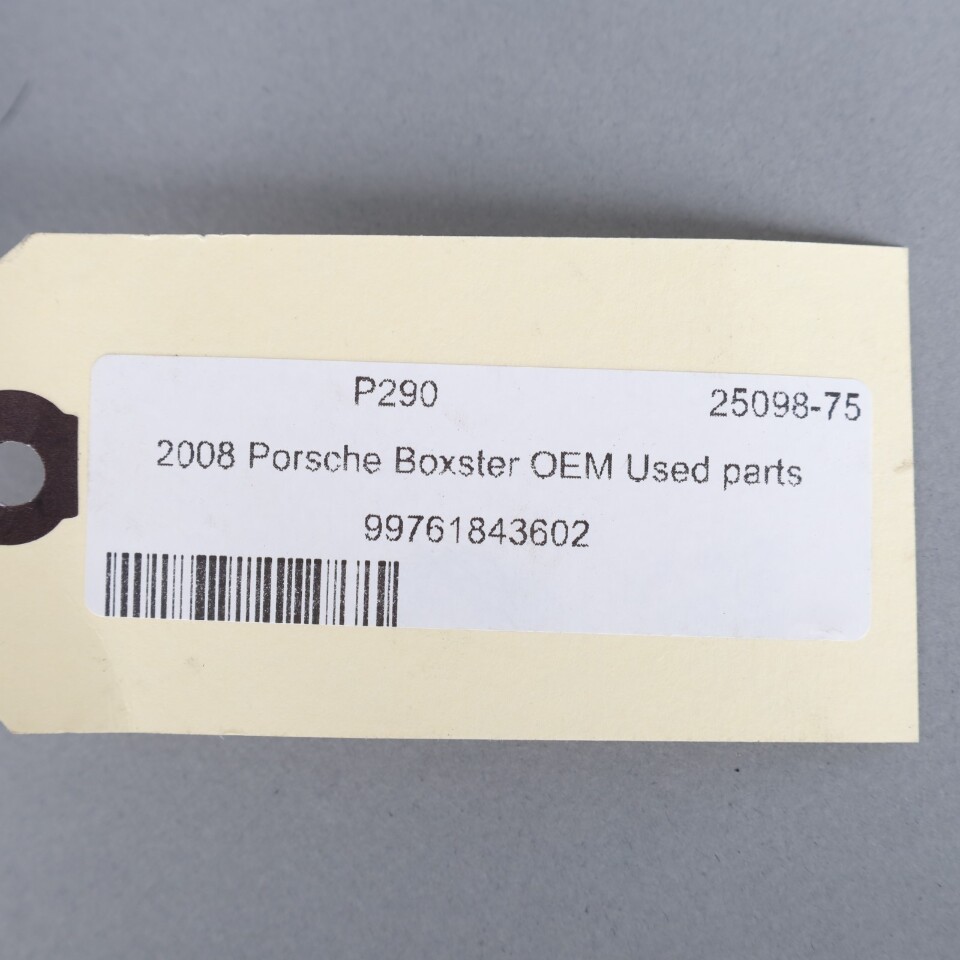 P290 25098-75
2008 Porsche Boxster OEM Used parts
99761843602